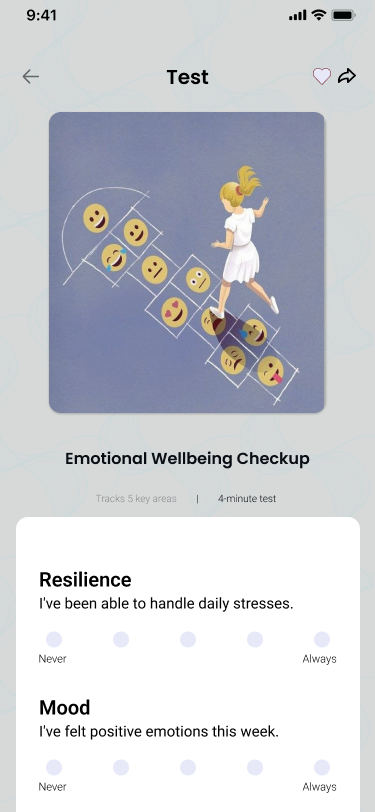 9:41
Test
Emotional Wellbeing Checkup
Tracks 5 key areas | 4-minute test
Resilience
I've been able to handle daily stresses.
Never Always
Mood
I've felt positive emotions this week.
Never Always